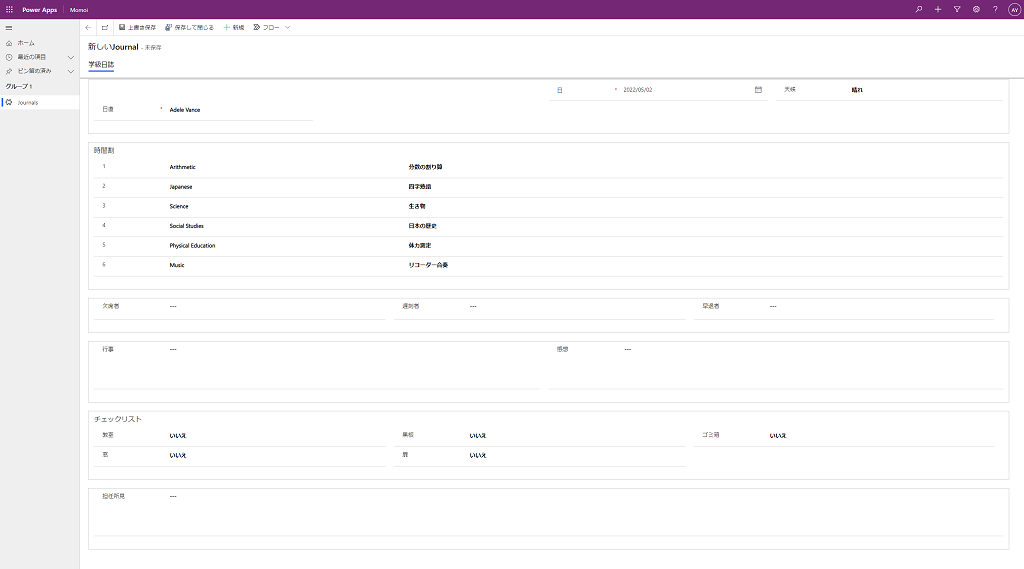 Power Apps Momoi AY
上書き保存 保存して閉じる 新規 フロー
ホーム
最近の項目
ピン留め済み
グループ 1
Journals
新しいJournal - 未保存
学級日誌
日 * 2022/05/02 天候 晴れ
日直 * Adele Vance
時間割
1 Arithmetic 分数の割り算
2 Japanese 四字熟語
3 Science 生き物
4 Social Studies 日本の歴史
5 Physical Education 体力測定
6 Music リコーダー合奏
欠席者 --- 遅刻者 --- 早退者 ---
行事 --- 感想 ---
チェックリスト
教室 いいえ 黒板 いいえ ゴミ箱 いいえ
窓 いいえ 扉 いいえ
担任所見 ---